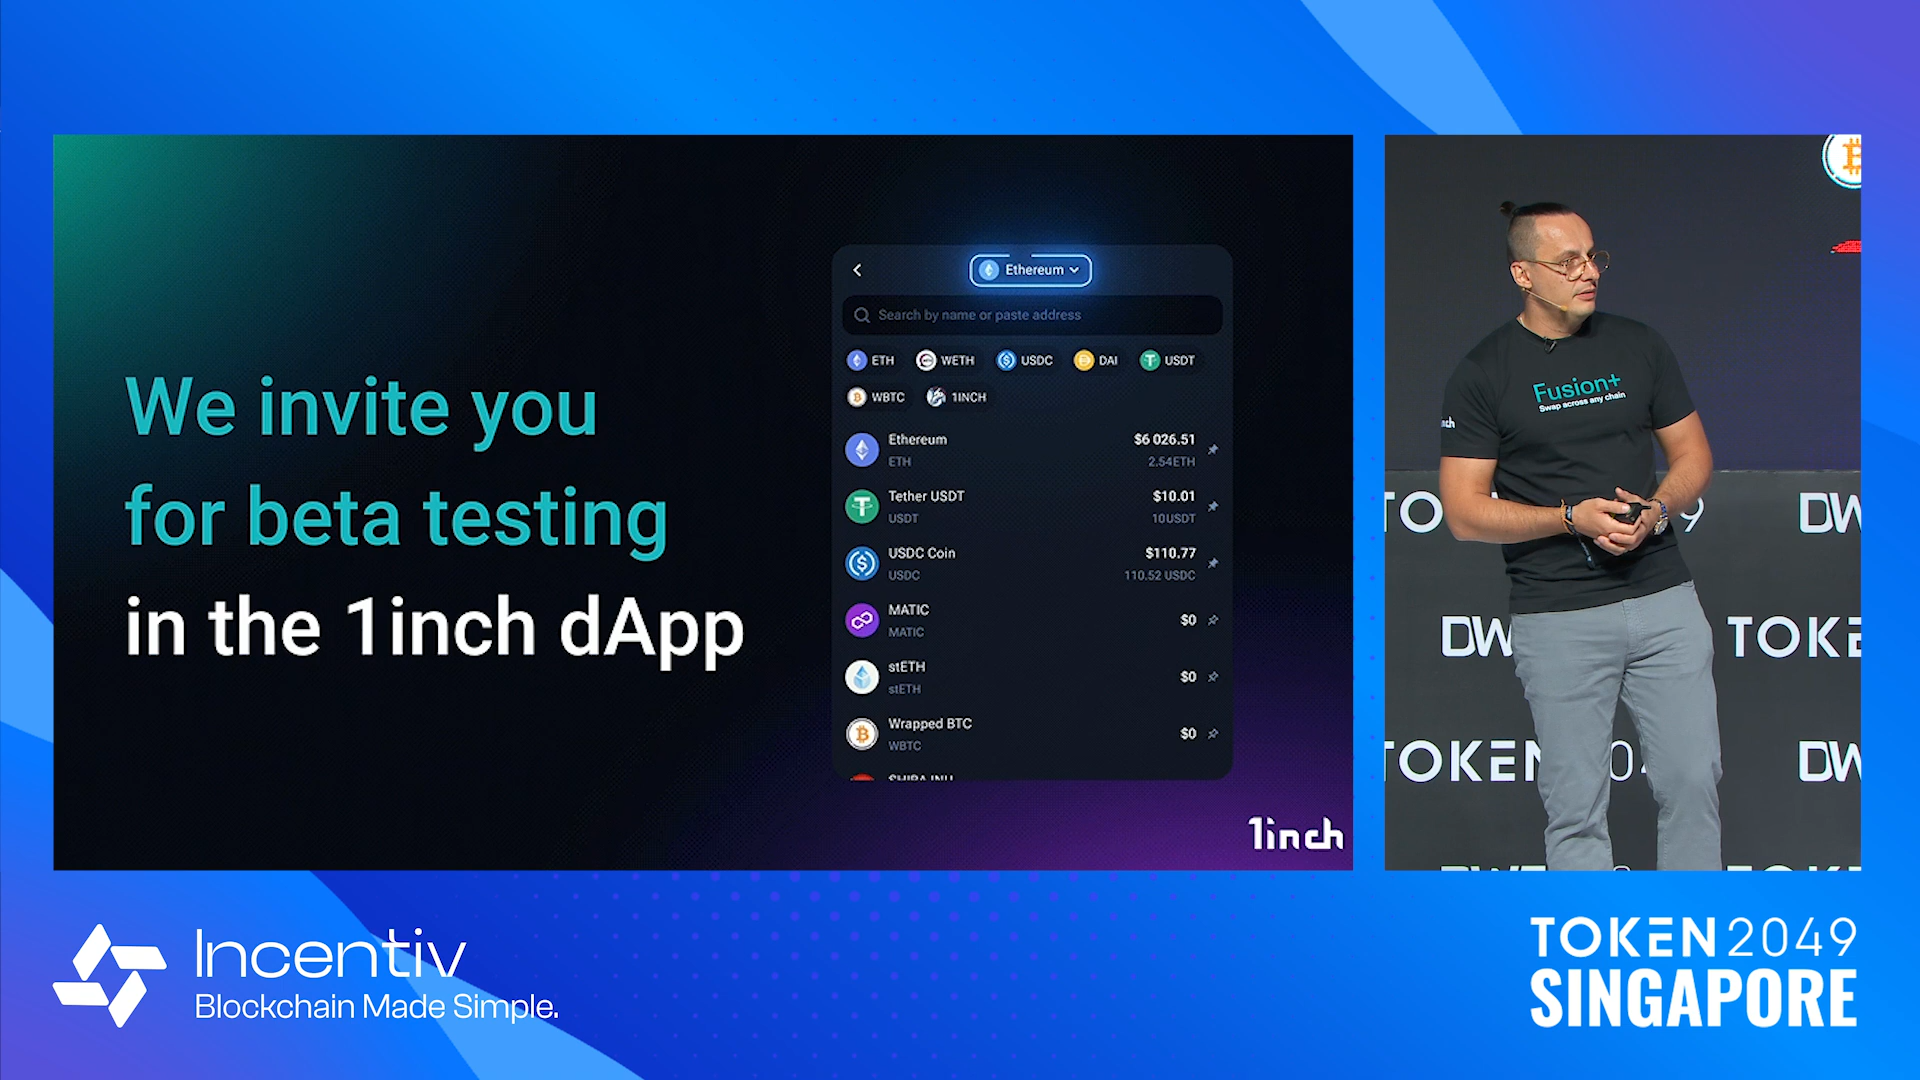 We invite you
for beta testing
in the 1inch dApp
Ethereum
Search by name or paste address
ETH
WETH
USDC
DAI
USDT
WBTC
1INCH
Ethereum
$6 026.51
ETH
2.54ETH
Tether USDT
$10.01
USDT
10USDT
USDC Coin
$110.77
USDC
110.52 USDC
MATIC
$0
MATIC
stETH
$0
stETH
Wrapped BTC
$0
WBTC
SHIBA INU
1inch
Fusion+
Swap across any chain
TOKE
Incentiv
Blockchain Made Simple.
TOKEN2049
SINGAPORE